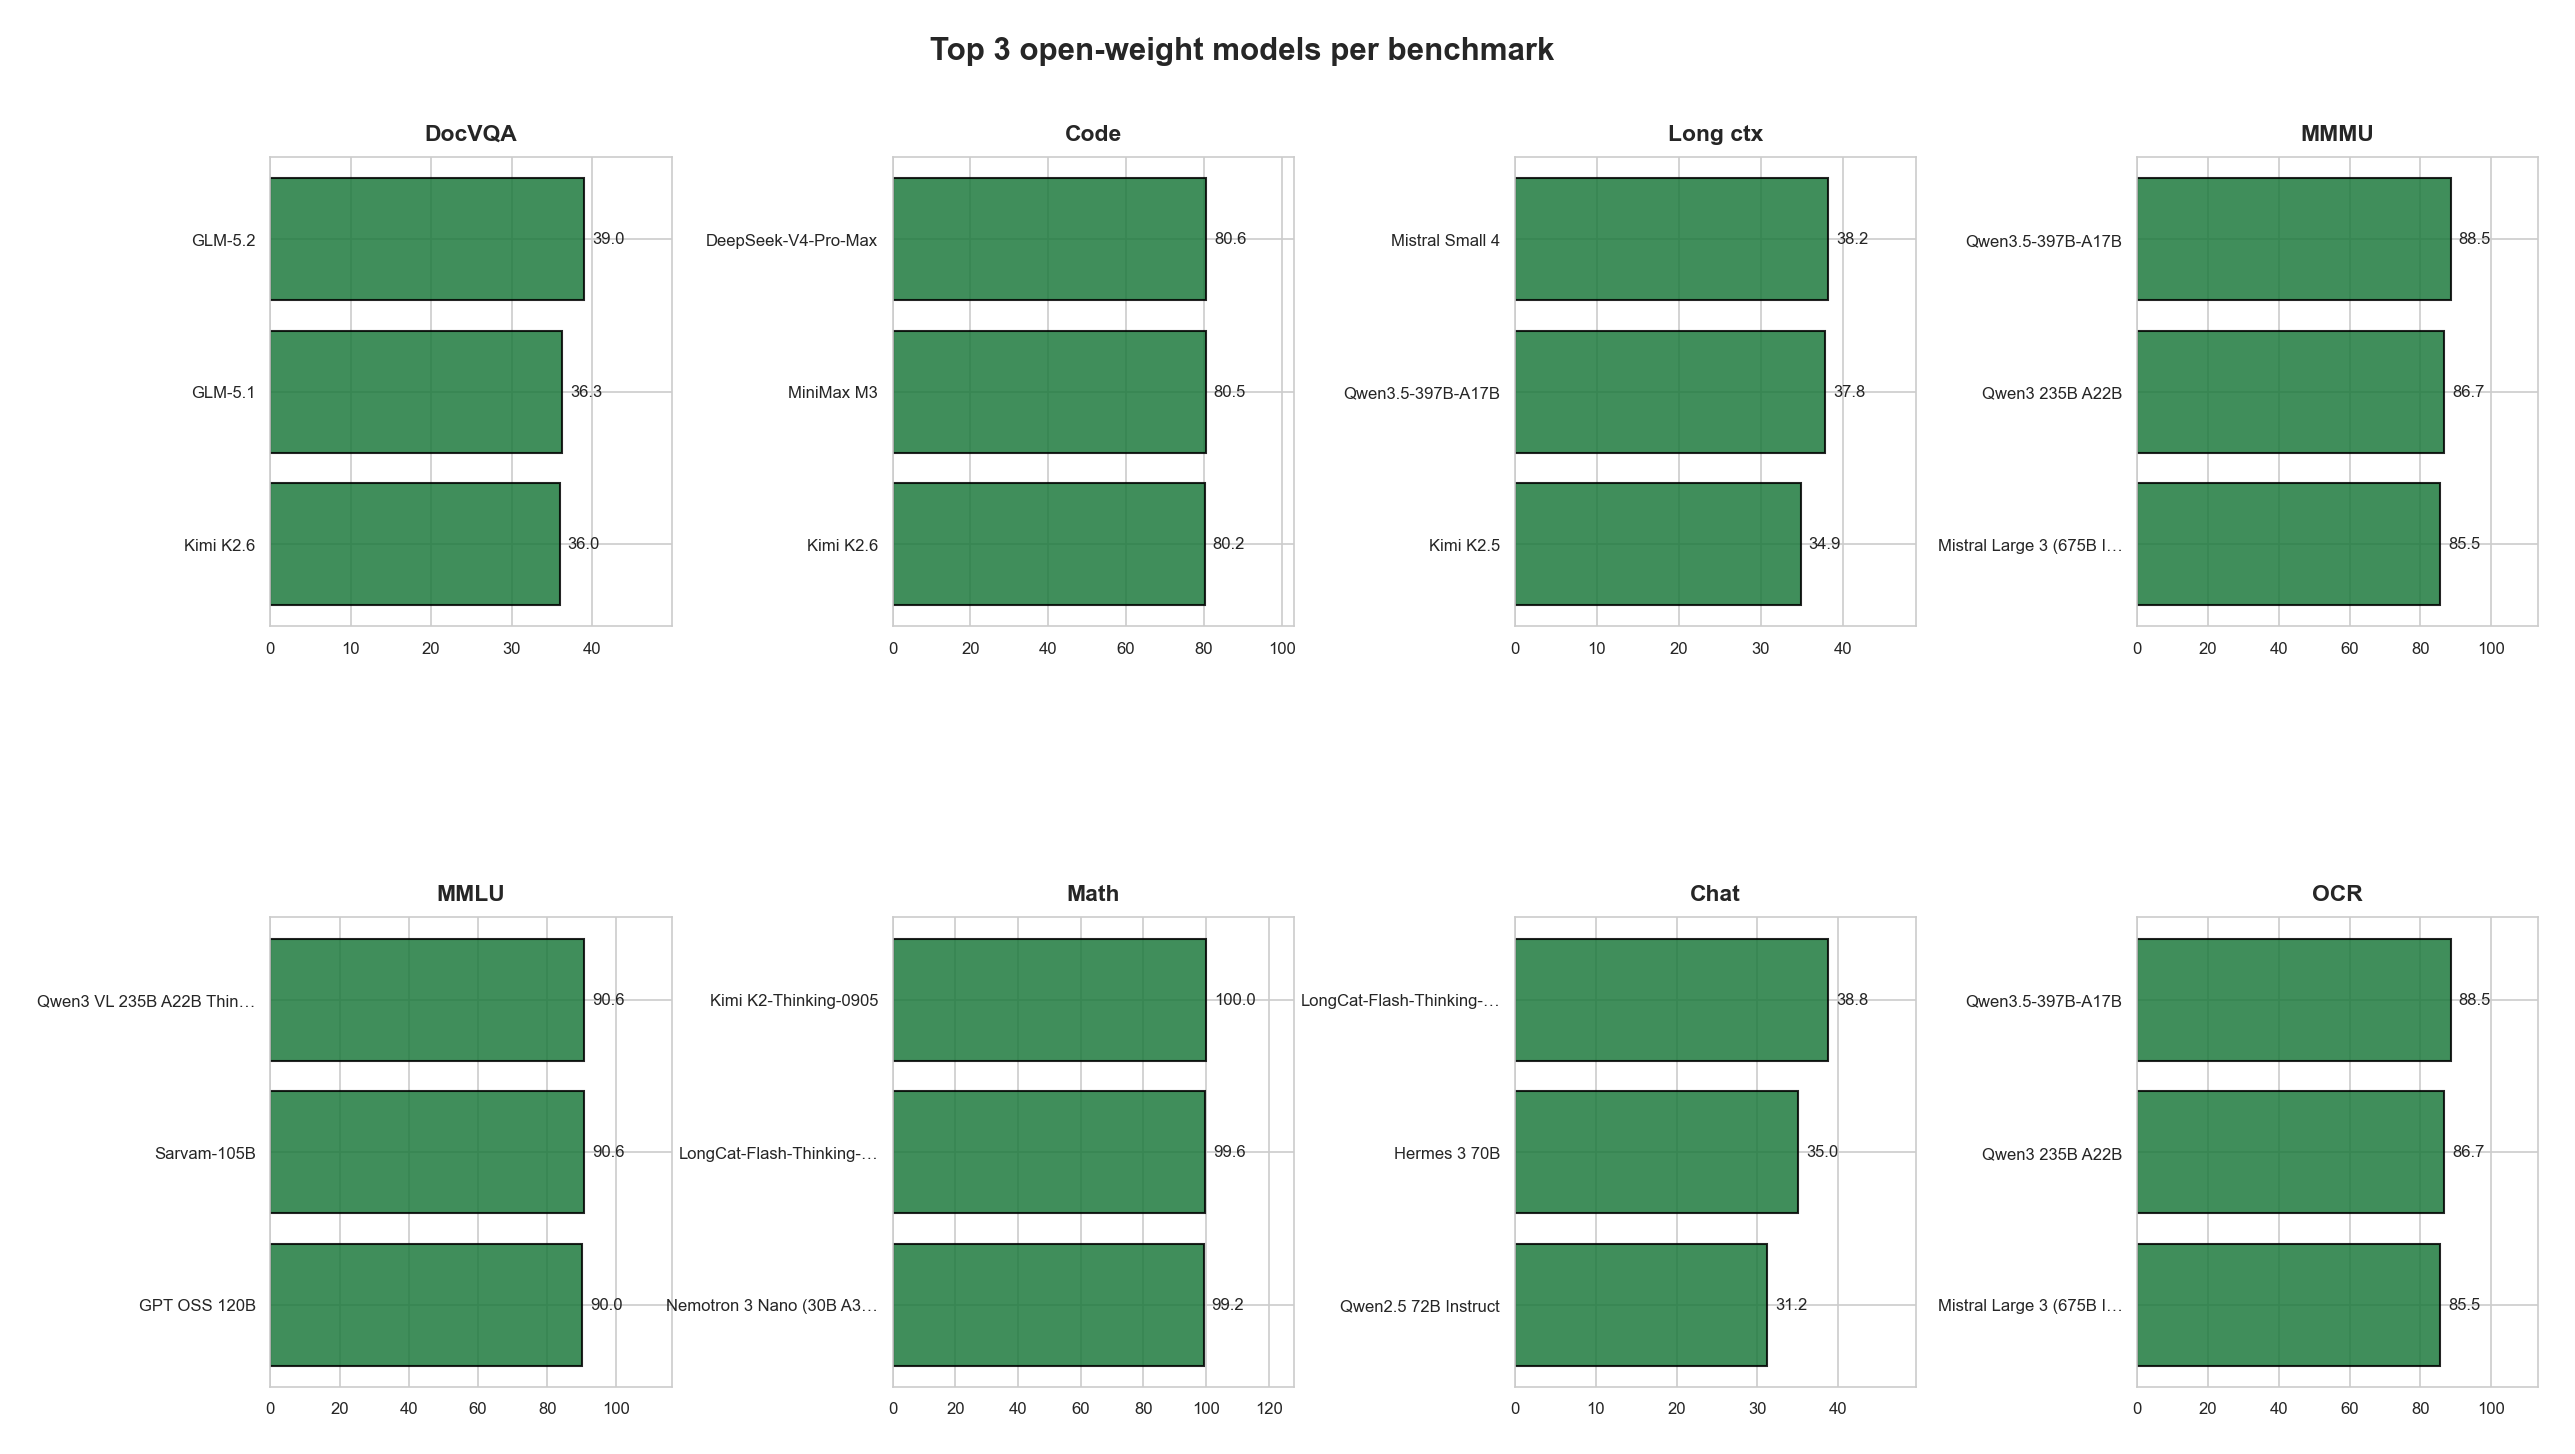 Top 3 open-weight models per benchmark
DocVQA
GLM-5.2
39.0
GLM-5.1
36.3
Kimi K2.6
36.0
0 10 20 30 40
Code
DeepSeek-V4-Pro-Max
80.6
MiniMax M3
80.5
Kimi K2.6
80.2
0 20 40 60 80 100
Long ctx
Mistral Small 4
38.2
Qwen3.5-397B-A17B
37.8
Kimi K2.5
34.9
0 10 20 30 40
MMMU
Qwen3.5-397B-A17B
88.5
Qwen3 235B A22B
86.7
Mistral Large 3 (675B I…
85.5
0 20 40 60 80 100
MMLU
Qwen3 VL 235B A22B Thin…
90.6
Sarvam-105B
90.6
GPT OSS 120B
90.0
0 20 40 60 80 100
Math
Kimi K2-Thinking-0905
100.0
LongCat-Flash-Thinking-…
99.6
Nemotron 3 Nano (30B A3…
99.2
0 20 40 60 80 100 120
Chat
LongCat-Flash-Thinking-…
38.8
Hermes 3 70B
35.0
Qwen2.5 72B Instruct
31.2
0 10 20 30 40
OCR
Qwen3.5-397B-A17B
88.5
Qwen3 235B A22B
86.7
Mistral Large 3 (675B I…
85.5
0 20 40 60 80 100